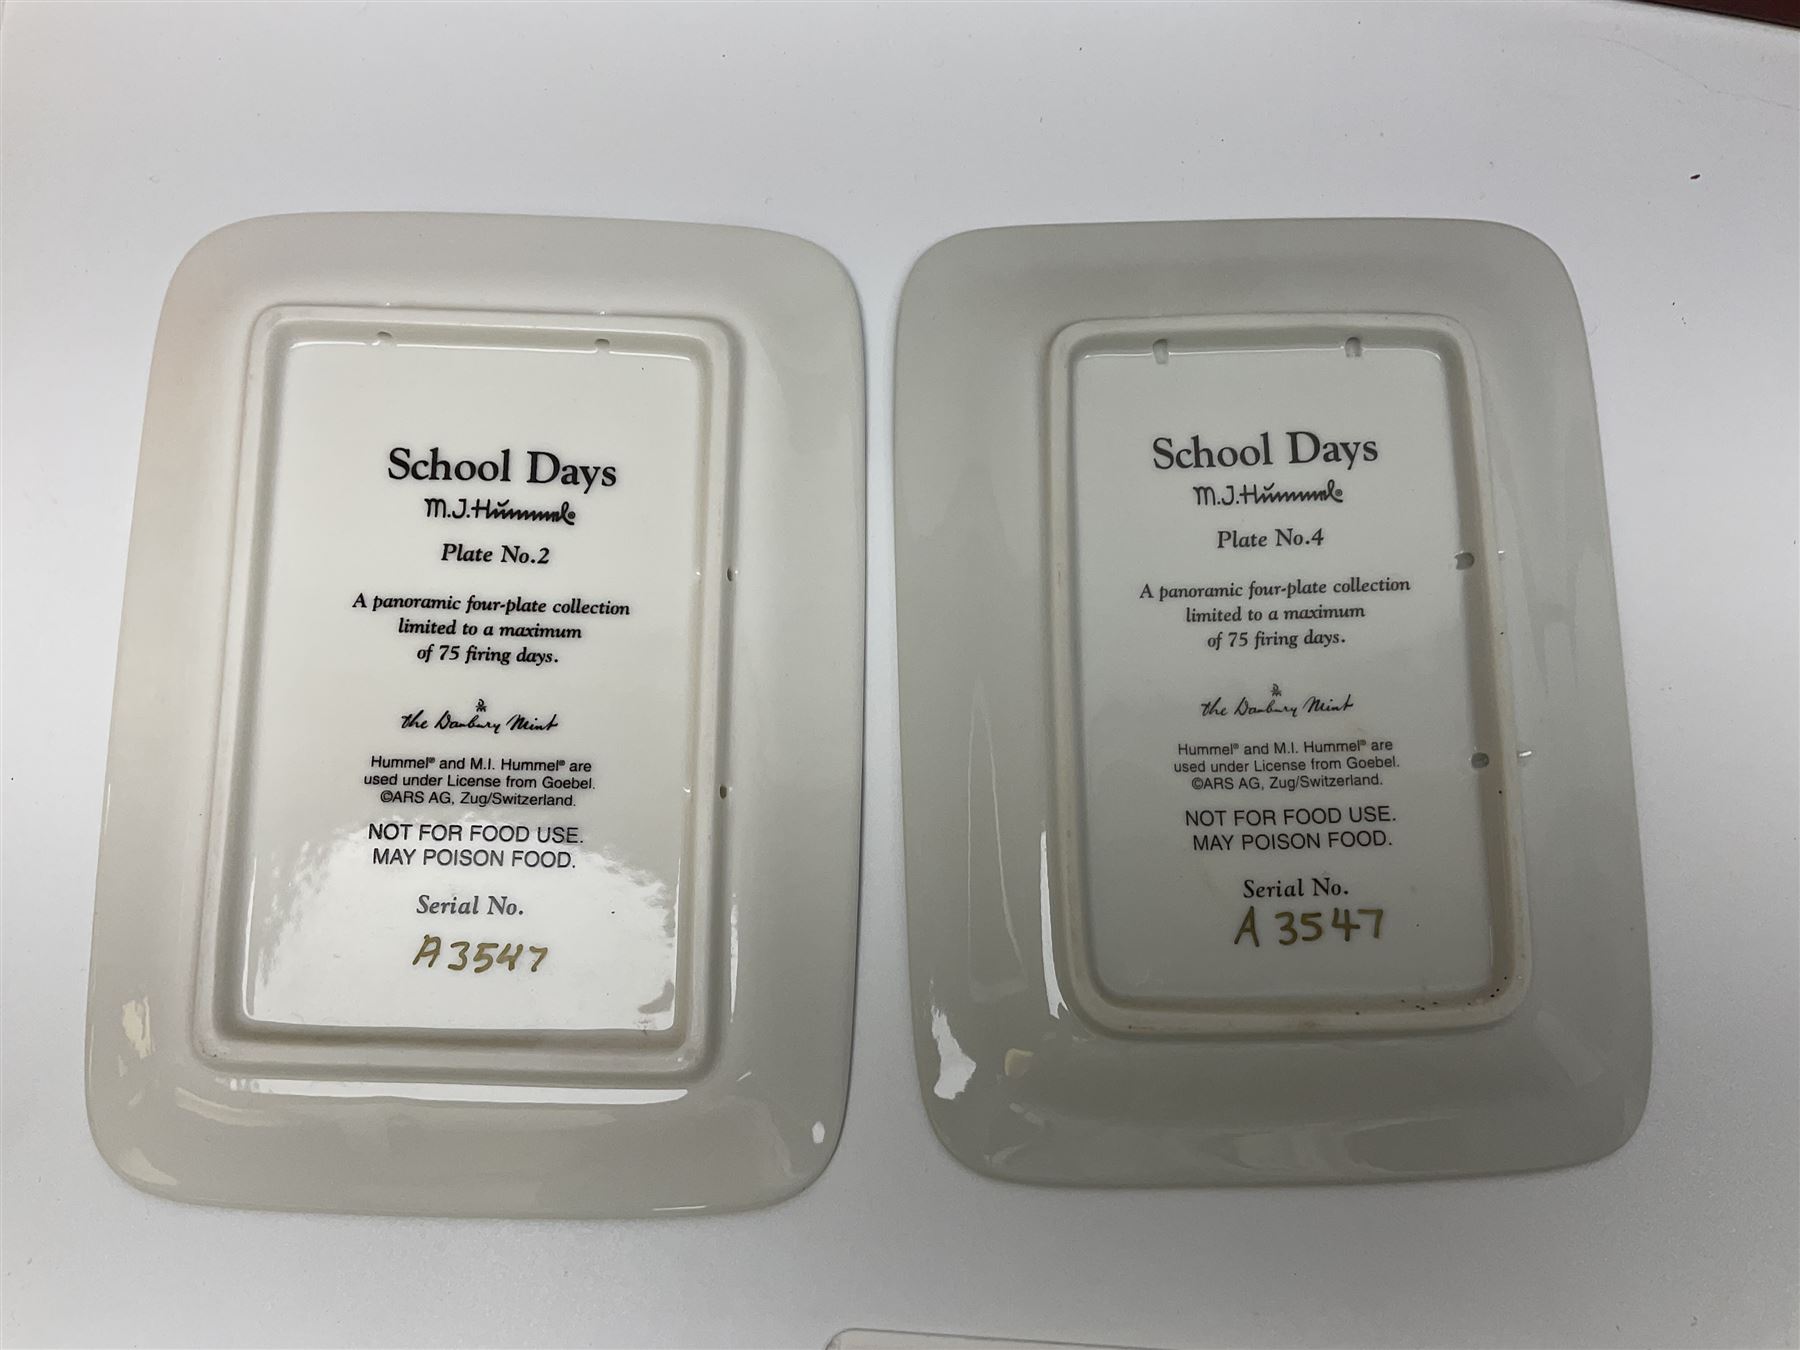 School Days
M.J.Hummel®
Plate No.2
A panoramic four-plate collection
limited to a maximum
of 75 firing days.
the Danbury Mint
Hummel® and M.I. Hummel® are
used under License from Goebel.
©ARS AG, Zug/Switzerland.
NOT FOR FOOD USE.
MAY POISON FOOD.
Serial No.
A3547
School Days
M.J.Hummel®
Plate No.4
A panoramic four-plate collection
limited to a maximum
of 75 firing days.
the Danbury Mint
Hummel® and M.I. Hummel® are
used under License from Goebel.
©ARS AG, Zug/Switzerland.
NOT FOR FOOD USE.
MAY POISON FOOD.
Serial No.
A 3547